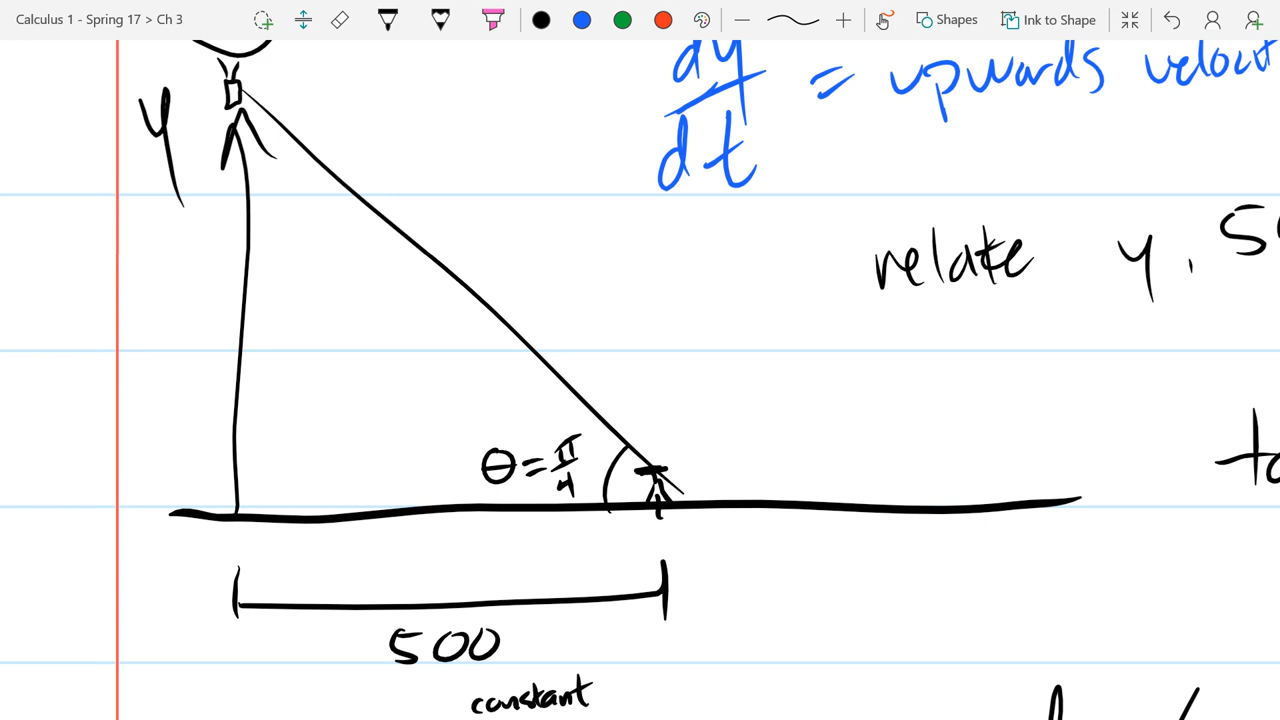 Calculus 1 - Spring 17 > Ch 3
Shapes
Ink to Shape
dy/dt = upwards
y
relate y,
θ = π/4
500
constant